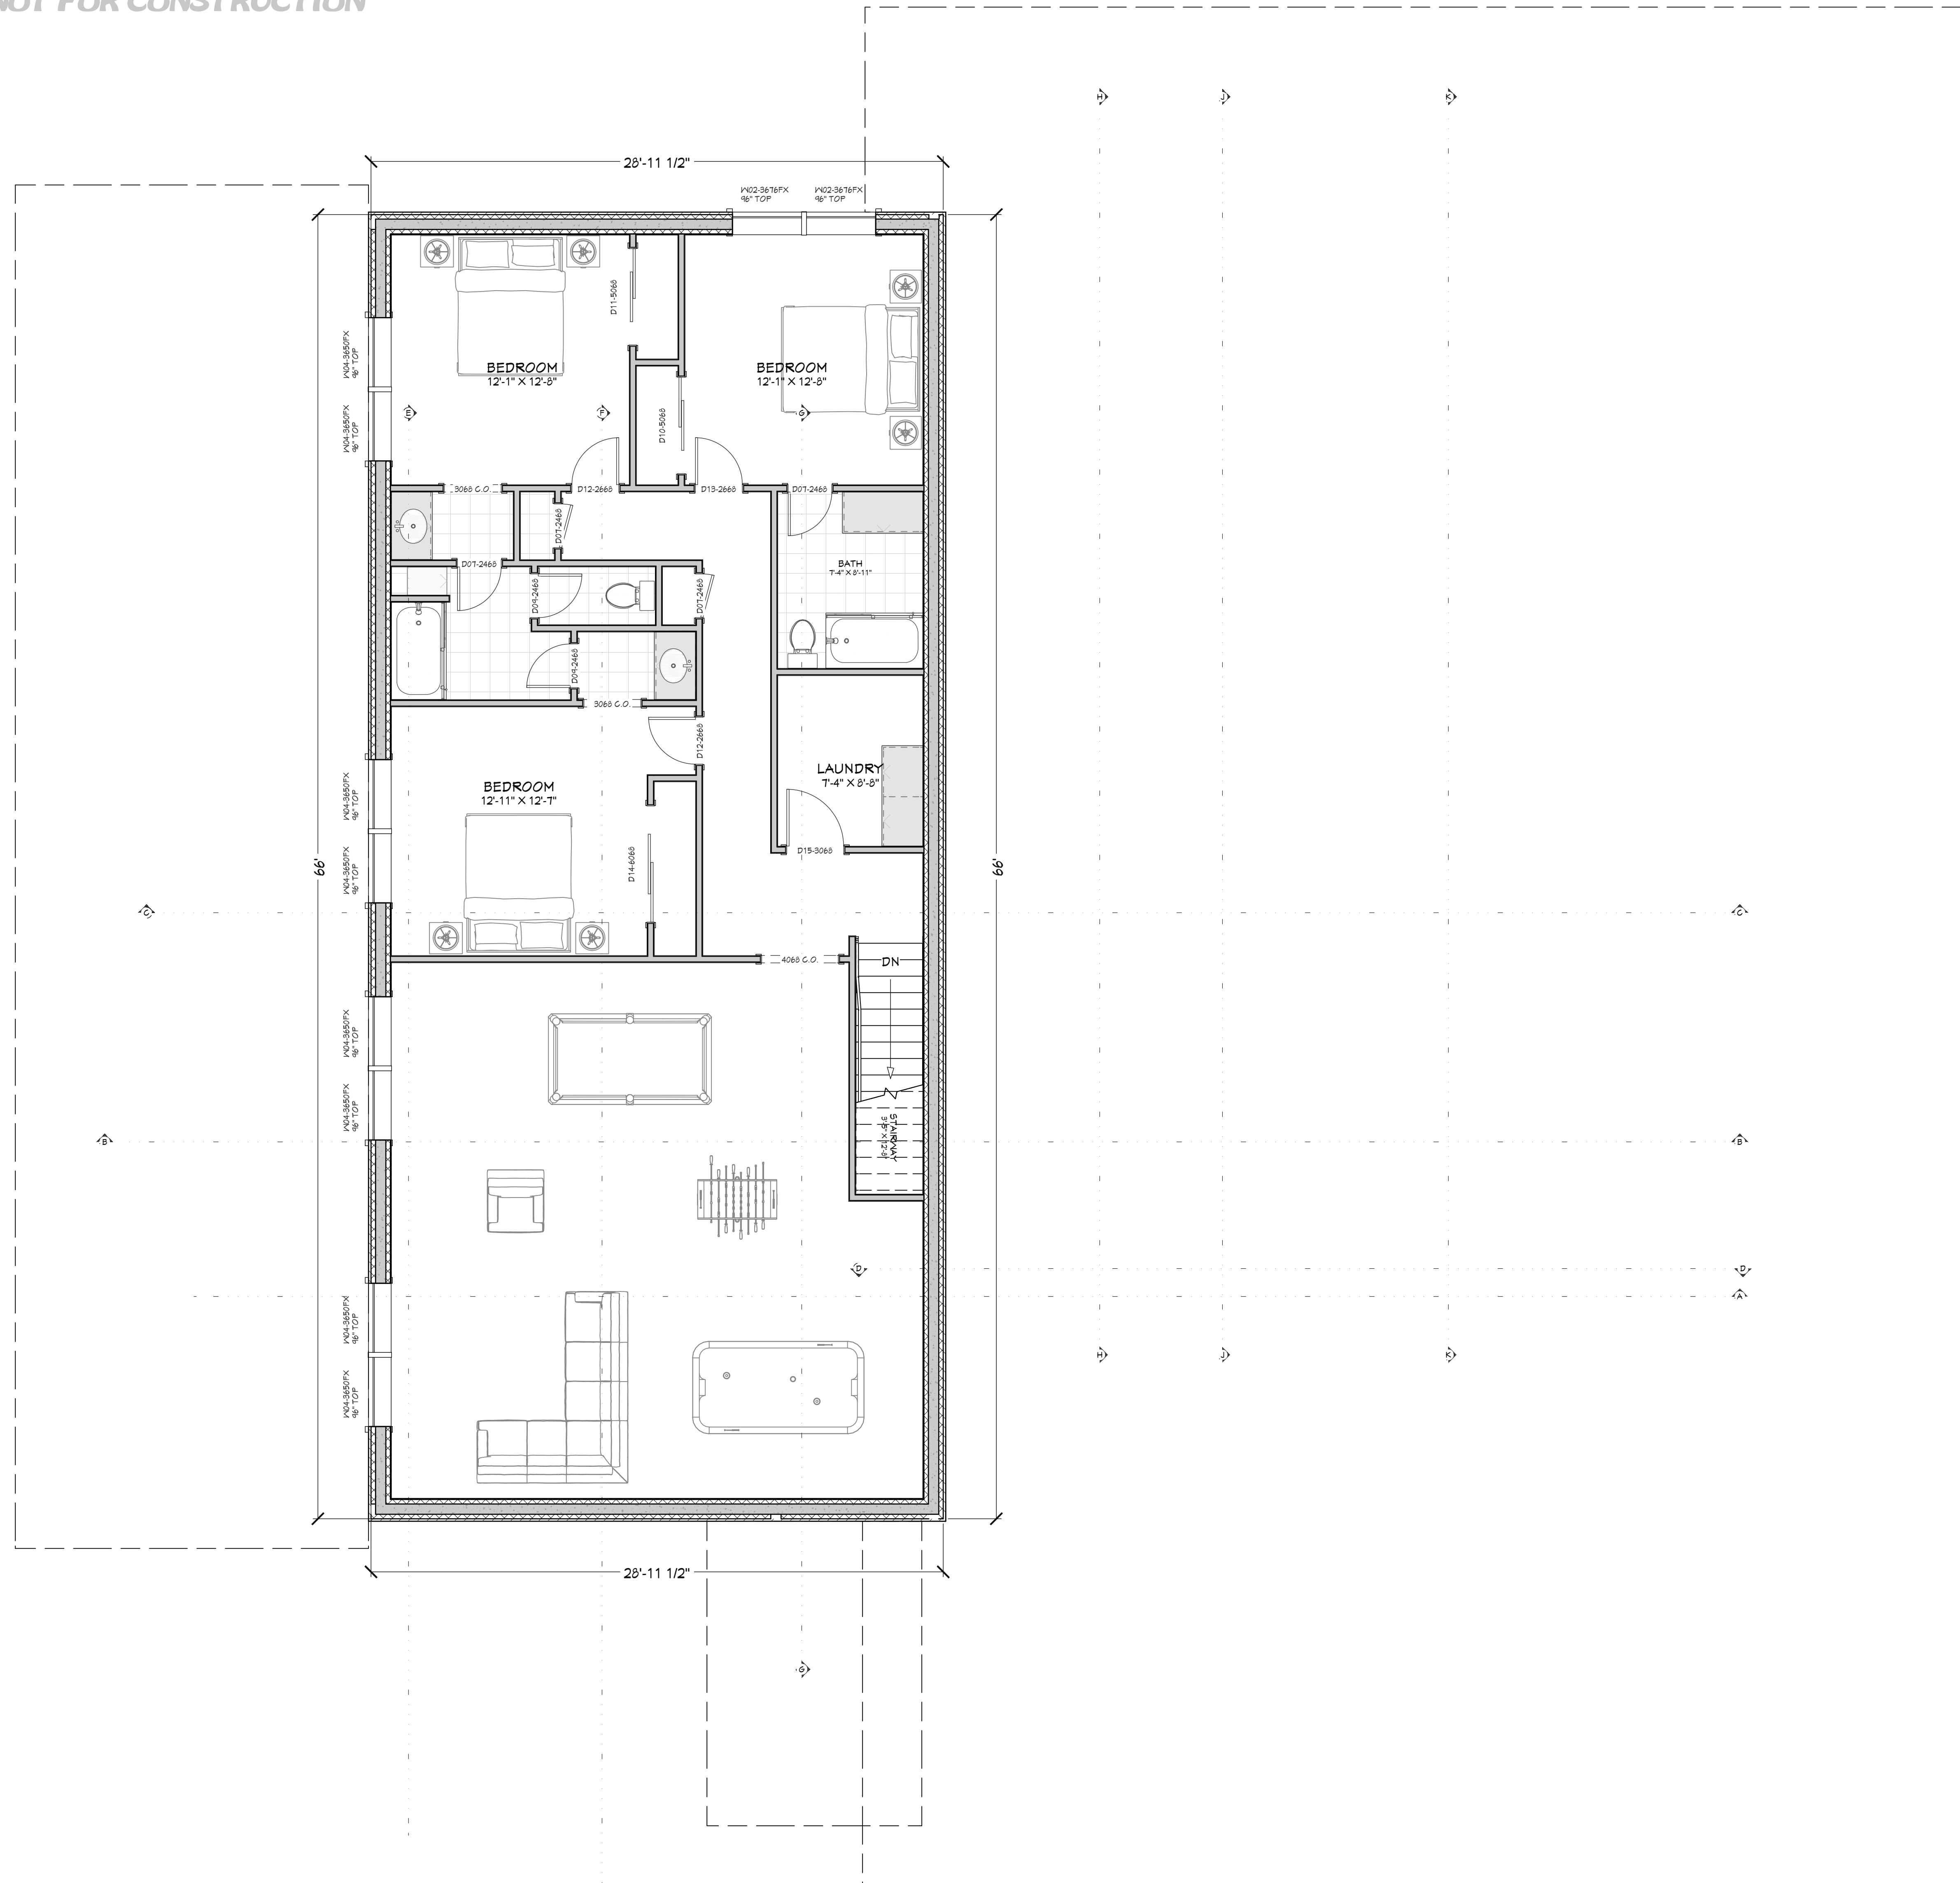 NOT FOR CONSTRUCTION
H
J
K
28'-11 1/2"
W02-3676FX
96" TOP
W02-3676FX
96" TOP
D11-5068
W04-3650FX
96" TOP
BEDROOM
12'-1" X 12'-8"
BEDROOM
12'-1" X 12'-8"
E
F
G
D10-5068
W04-3650FX
96" TOP
3068 C.O.
D12-2668
D13-2668
D07-2468
D07-2468
D07-2468
BATH
7'-4" X 8'-11"
D09-2468
D07-2468
D09-2468
3068 C.O.
D12-2668
LAUNDRY
7'-4" X 8'-8"
BEDROOM
12'-11" X 12'-7"
W04-3650FX
96" TOP
D15-3068
66'
W04-3650FX
96" TOP
D14-6068
66'
C
C
4068 C.O.
DN
W04-3650FX
96" TOP
W04-3650FX
96" TOP
STAIRWAY
3'-5" X 12'-8"
B
B
D
D
A
W04-3650FX
96" TOP
H
J
K
W04-3650FX
96" TOP
28'-11 1/2"
G